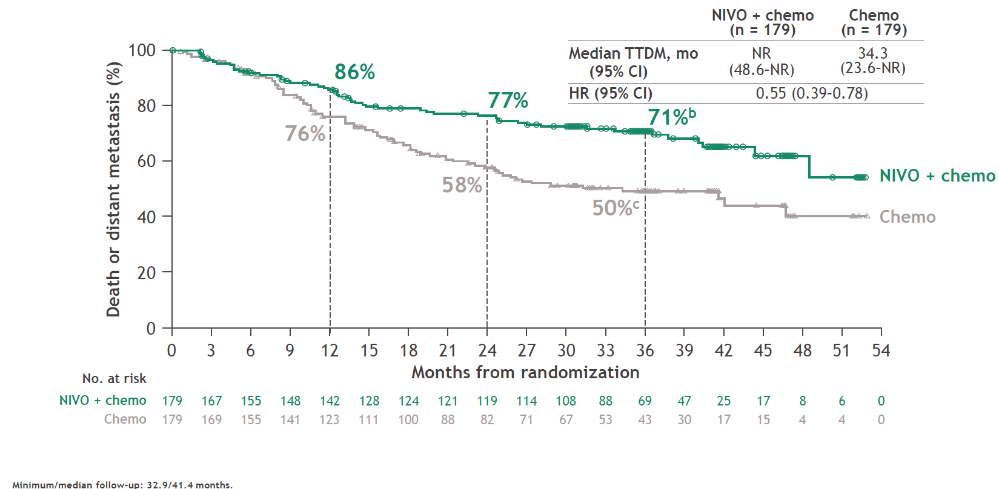 NIVO + chemo Chemo
(n = 179) (n = 179)
Median TTDM, mo NR 34.3
(95% CI) (48.6-NR) (23.6-NR)
HR (95% CI) 0.55 (0.39-0.78)
Death or distant metastasis (%)
100
80
60
40
20
0
86%
77%
71%b
76%
58%
50%c
NIVO + chemo
Chemo
0 3 6 9 12 15 18 21 24 27 30 33 36 39 42 45 48 51 54
Months from randomization
No. at risk
NIVO + chemo 179 167 155 148 142 128 124 121 119 114 108 88 69 47 25 17 8 6 0
Chemo 179 169 155 141 123 111 100 88 82 71 67 53 43 30 17 15 4 4 0
Minimum/median follow-up: 32.9/41.4 months.